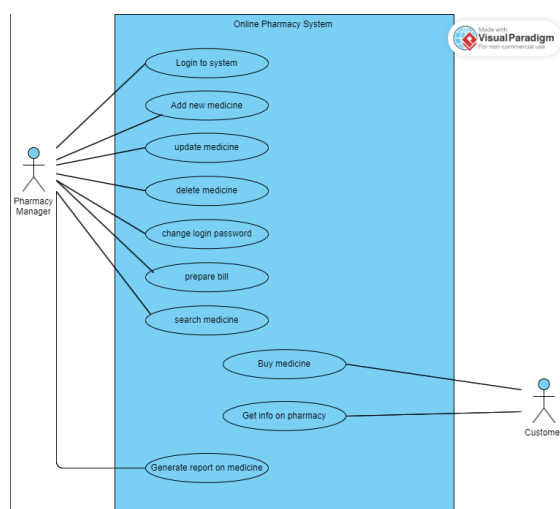 Online Pharmacy System
Made with
VisualParadigm
For non-commercial use
Login to system
Add new medicine
update medicine
delete medicine
Pharmacy
Manager
change login password
prepare bill
search medicine
Buy medicine
Get info on pharmacy
Custome
Generate report on medicine